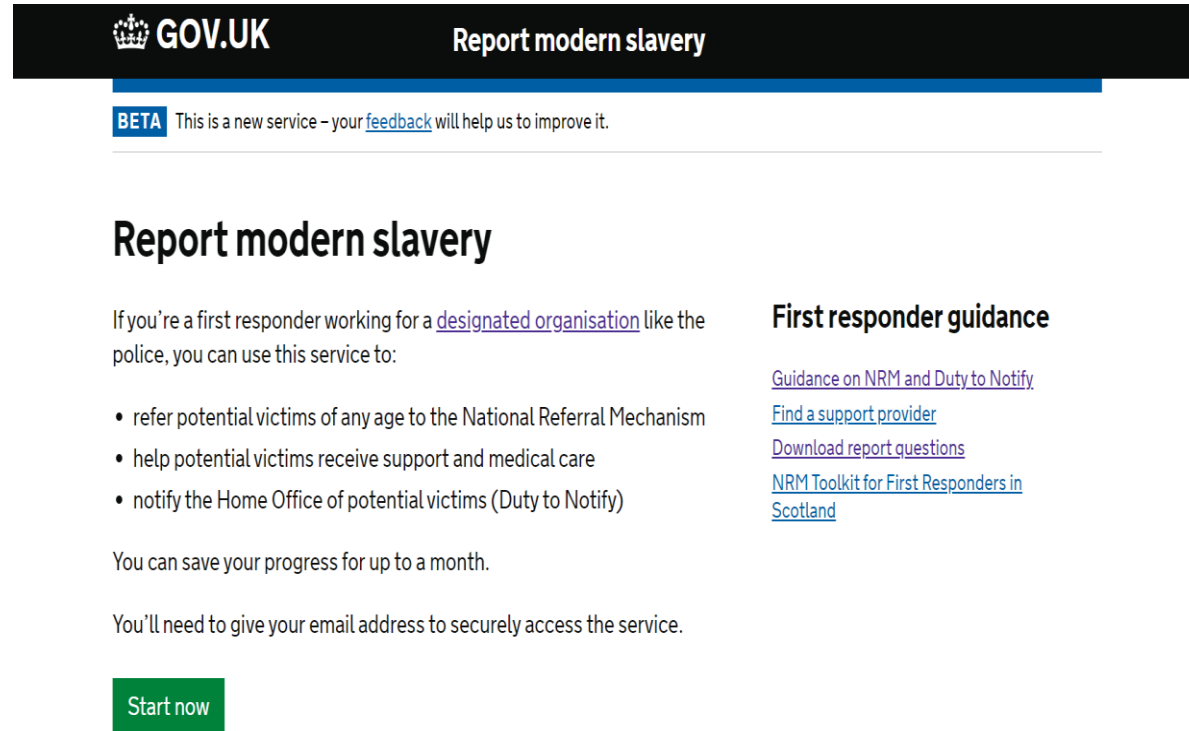 GOV.UK
Report modern slavery
BETA This is a new service – your feedback will help us to improve it.
Report modern slavery
If you're a first responder working for a designated organisation like the
police, you can use this service to:
• refer potential victims of any age to the National Referral Mechanism
• help potential victims receive support and medical care
• notify the Home Office of potential victims (Duty to Notify)
You can save your progress for up to a month.
You'll need to give your email address to securely access the service.
Start now
First responder guidance
Guidance on NRM and Duty to Notify
Find a support provider
Download report questions
NRM Toolkit for First Responders in
Scotland